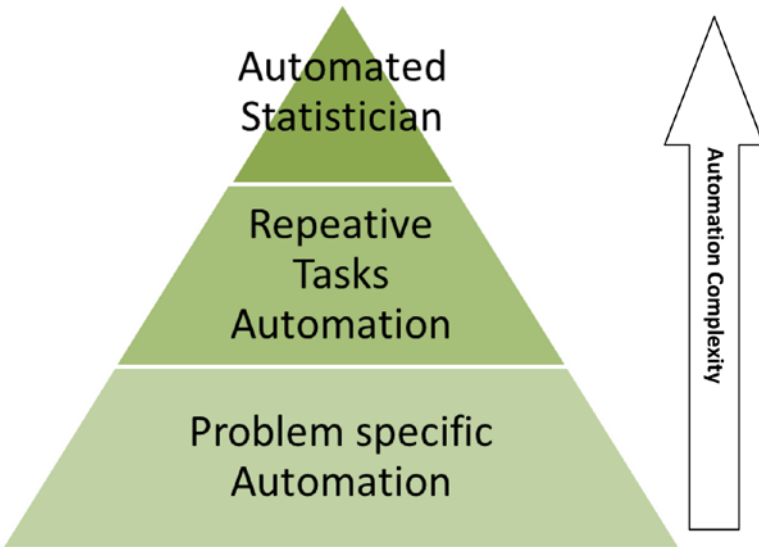 Automated
Statistician
Repeative
Tasks
Automation
Problem specific
Automation
Automation Complexity